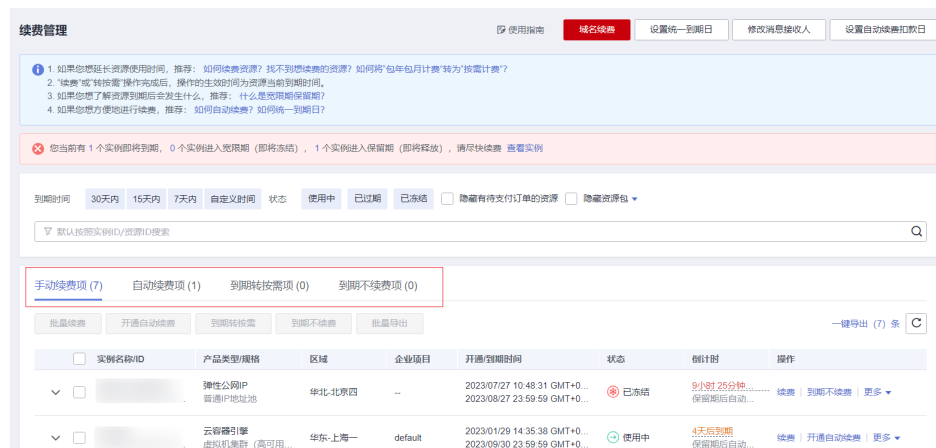 续费管理
使用指南
域名续费
设置统一到期日
修改消息接收人
设置自动续费扣款日
1. 如果您想延长资源使用时间，推荐： 如何续费资源？找不到想续费的资源？如何将“包年包月计费”转为“按需计费”？
2. “续费”或“转按需”操作完成后，操作的生效时间为资源当前到期时间。
3. 如果您想了解资源到期后会发生什么，推荐： 什么是宽限期保留期？
4. 如果您想方便地进行续费，推荐： 如何自动续费？如何统一到期日？
您当前有 1 个实例即将到期， 0 个实例进入宽限期（即将冻结）， 1 个实例进入保留期（即将释放），请尽快续费 查看实例
到期时间 30天内 15天内 7天内 自定义时间 状态 使用中 已过期 已冻结 隐藏有待支付订单的资源 隐藏资源包
默认按照实例ID/资源ID搜索
手动续费项 (7) 自动续费项 (1) 到期转按需项 (0) 到期不续费项 (0)
批量续费 开通自动续费 到期转按需 到期不续费 批量导出 一键导出 (7) 条
实例名称/ID 产品类型/规格 区域 企业项目 开通/到期时间 状态 倒计时 操作
弹性公网IP
普通IP地址池
华北-北京四
--
2023/07/27 10:48:31 GMT+0...
2023/08/27 23:59:59 GMT+0...
已冻结
9小时 25分钟...
保留期后自动...
续费 | 到期不续费 | 更多
云容器引擎
虚拟机集群（高可用...
华东-上海一
default
2023/01/29 14:35:38 GMT+0...
2023/09/30 23:59:59 GMT+0...
使用中
4天后到期
保留期后自动...
续费 | 开通自动续费 | 更多